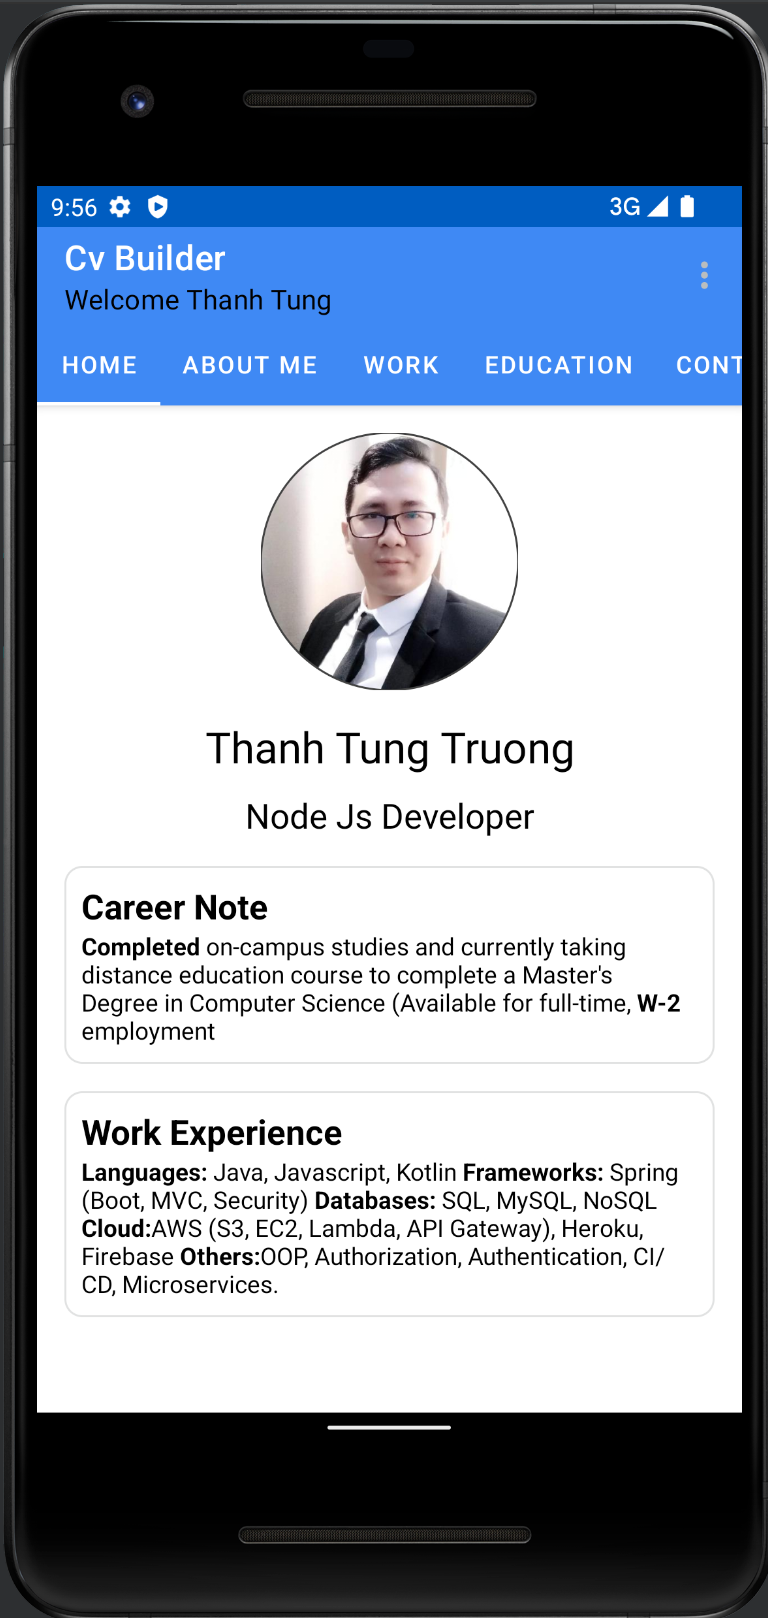 9:56 3G
Cv Builder
Welcome Thanh Tung
HOME ABOUT ME WORK EDUCATION CONT
Thanh Tung Truong
Node Js Developer
Career Note
Completed on-campus studies and currently taking
distance education course to complete a Master's
Degree in Computer Science (Available for full-time, W-2
employment
Work Experience
Languages: Java, Javascript, Kotlin Frameworks: Spring
(Boot, MVC, Security) Databases: SQL, MySQL, NoSQL
Cloud:AWS (S3, EC2, Lambda, API Gateway), Heroku,
Firebase Others:OOP, Authorization, Authentication, CI/
CD, Microservices.